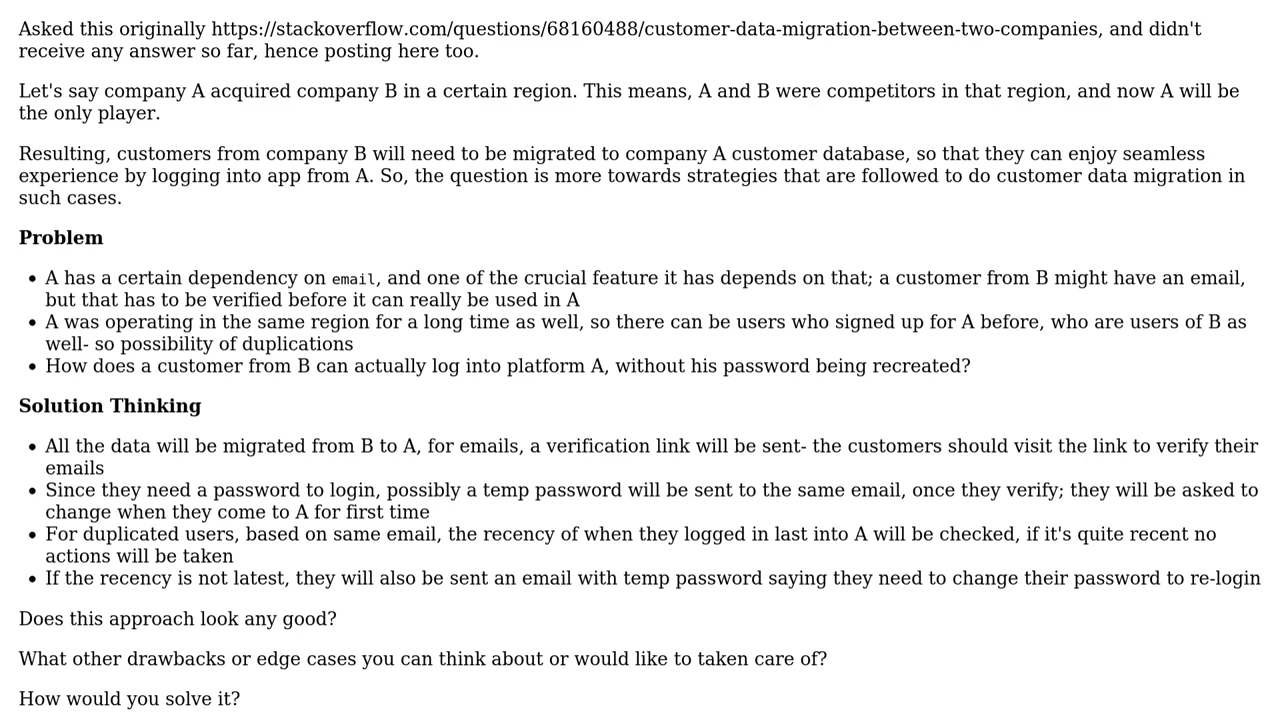 Asked this originally https://stackoverflow.com/questions/68160488/customer-data-migration-between-two-companies, and didn't
receive any answer so far, hence posting here too.
Let's say company A acquired company B in a certain region. This means, A and B were competitors in that region, and now A will be
the only player.
Resulting, customers from company B will need to be migrated to company A customer database, so that they can enjoy seamless
experience by logging into app from A. So, the question is more towards strategies that are followed to do customer data migration in
such cases.
Problem
• A has a certain dependency on email, and one of the crucial feature it has depends on that; a customer from B might have an email,
but that has to be verified before it can really be used in A
• A was operating in the same region for a long time as well, so there can be users who signed up for A before, who are users of B as
well- so possibility of duplications
• How does a customer from B can actually log into platform A, without his password being recreated?
Solution Thinking
• All the data will be migrated from B to A, for emails, a verification link will be sent- the customers should visit the link to verify their
emails
• Since they need a password to login, possibly a temp password will be sent to the same email, once they verify; they will be asked to
change when they come to A for first time
• For duplicated users, based on same email, the recency of when they logged in last into A will be checked, if it's quite recent no
actions will be taken
• If the recency is not latest, they will also be sent an email with temp password saying they need to change their password to re-login
Does this approach look any good?
What other drawbacks or edge cases you can think about or would like to taken care of?
How would you solve it?